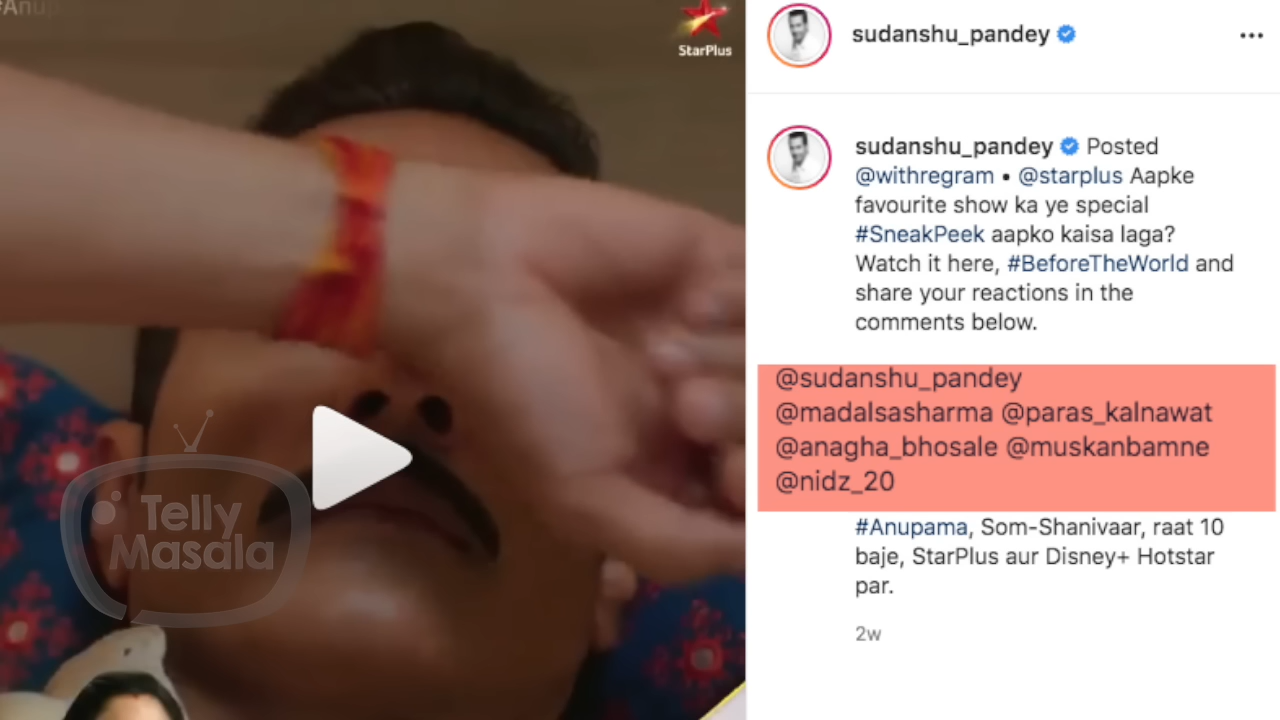 #Anup
StarPlus
Telly
Masala
sudanshu_pandey
sudanshu_pandey Posted
@withregram • @starplus Aapke
favourite show ka ye special
#SneakPeek aapko kaisa laga?
Watch it here, #BeforeTheWorld and
share your reactions in the
comments below.
@sudanshu_pandey
@madalsasharma @paras_kalnawat
@anagha_bhosale @muskanbamne
@nidz_20
#Anupama, Som-Shanivaar, raat 10
baje, StarPlus aur Disney+ Hotstar
par.
2w